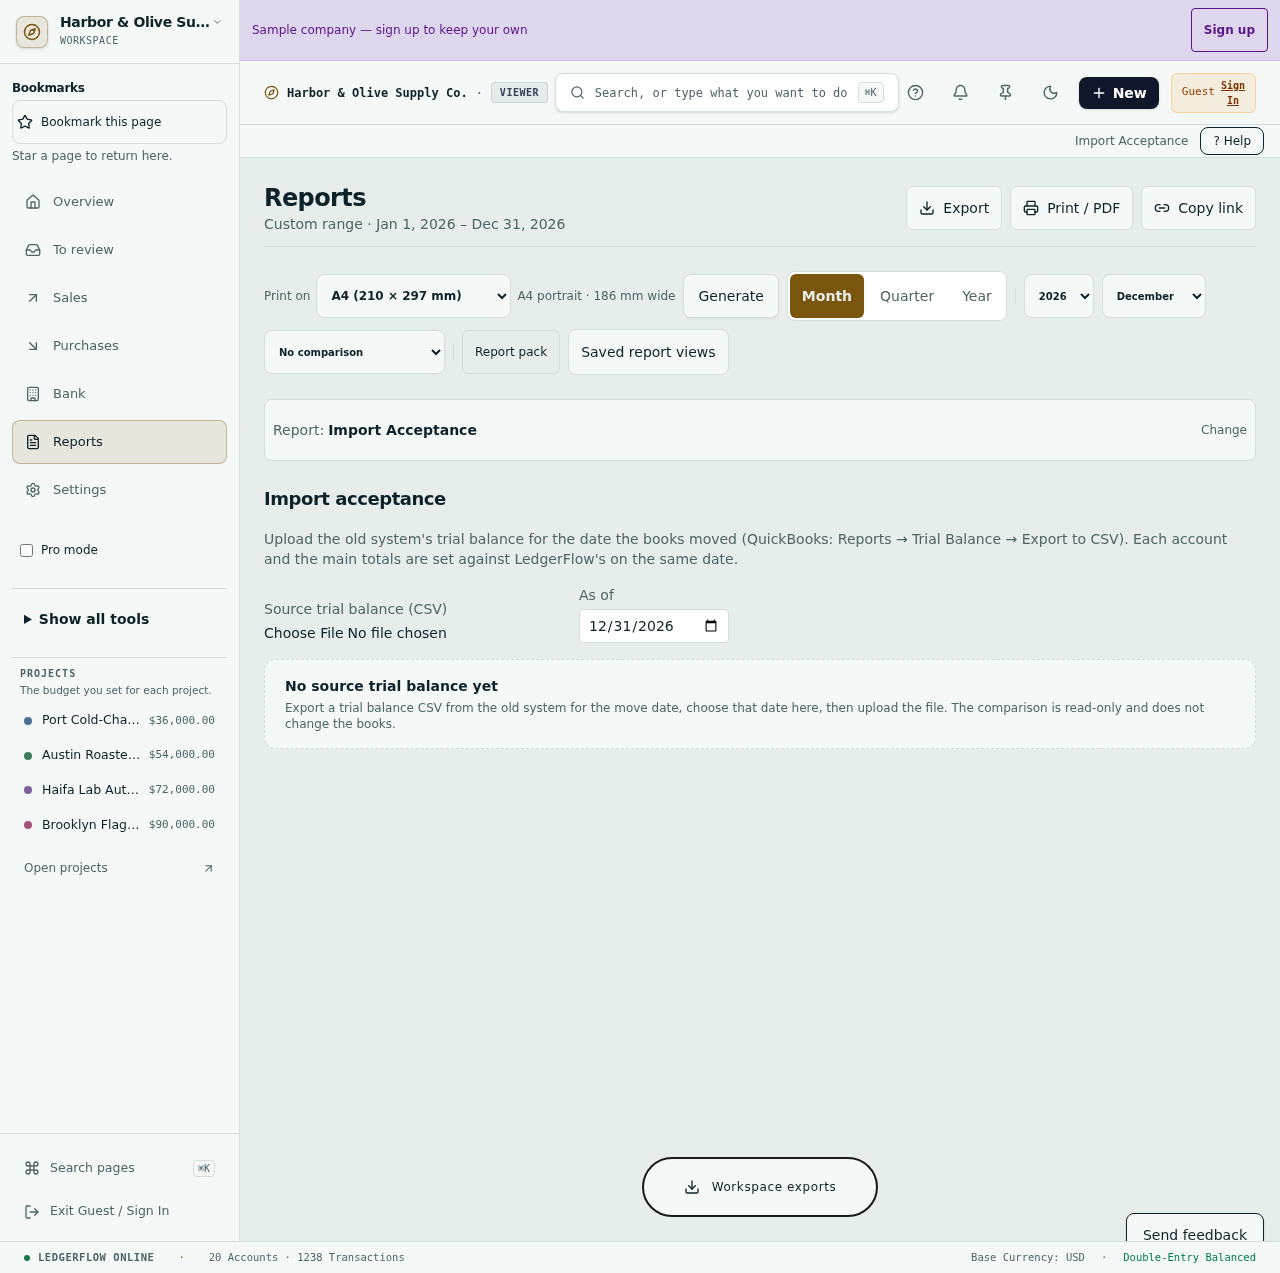 Harbor & Olive Su...
WORKSPACE
Bookmarks
Bookmark this page
Star a page to return here.
Overview
To review
Sales
Purchases
Bank
Reports
Settings
Pro mode
Show all tools
PROJECTS
The budget you set for each project.
Port Cold-Cha... $36,000.00
Austin Roaste... $54,000.00
Haifa Lab Aut... $72,000.00
Brooklyn Flag... $90,000.00
Open projects
Search pages ⌘K
Exit Guest / Sign In
Sample company — sign up to keep your own
Sign up
Harbor & Olive Supply Co. · VIEWER
Search, or type what you want to do ⌘K
New
Guest Sign In
Import Acceptance
? Help
Reports
Custom range · Jan 1, 2026 – Dec 31, 2026
Export
Print / PDF
Copy link
Print on A4 (210 × 297 mm) A4 portrait · 186 mm wide Generate Month Quarter Year 2026 December
No comparison Report pack Saved report views
Report: Import Acceptance Change
Import acceptance
Upload the old system's trial balance for the date the books moved (QuickBooks: Reports → Trial Balance → Export to CSV). Each account
and the main totals are set against LedgerFlow's on the same date.
Source trial balance (CSV)
Choose File No file chosen
As of
12/31/2026
No source trial balance yet
Export a trial balance CSV from the old system for the move date, choose that date here, then upload the file. The comparison is read-only and does not
change the books.
Workspace exports
Send feedback
LEDGERFLOW ONLINE · 20 Accounts · 1238 Transactions
Base Currency: USD · Double-Entry Balanced